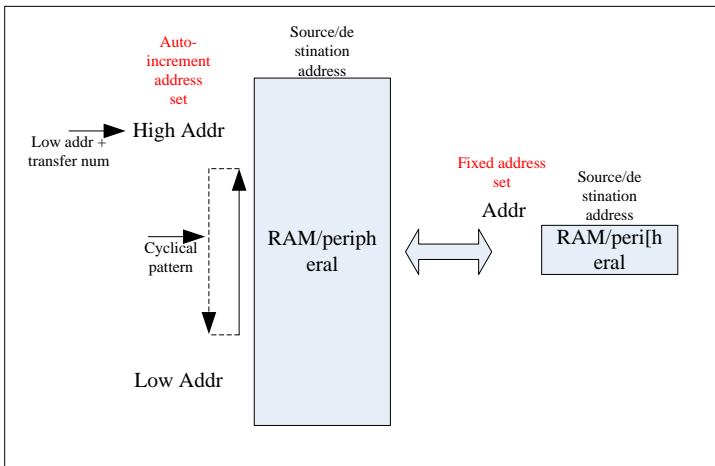 Auto-
increment
address
set
Source/de
stination
address
High Addr
Low addr +
transfer num
Cyclical
pattern
Low Addr
RAM/periph
eral
Fixed address
set
Addr
Source/de
stination
address
RAM/peri[h
eral